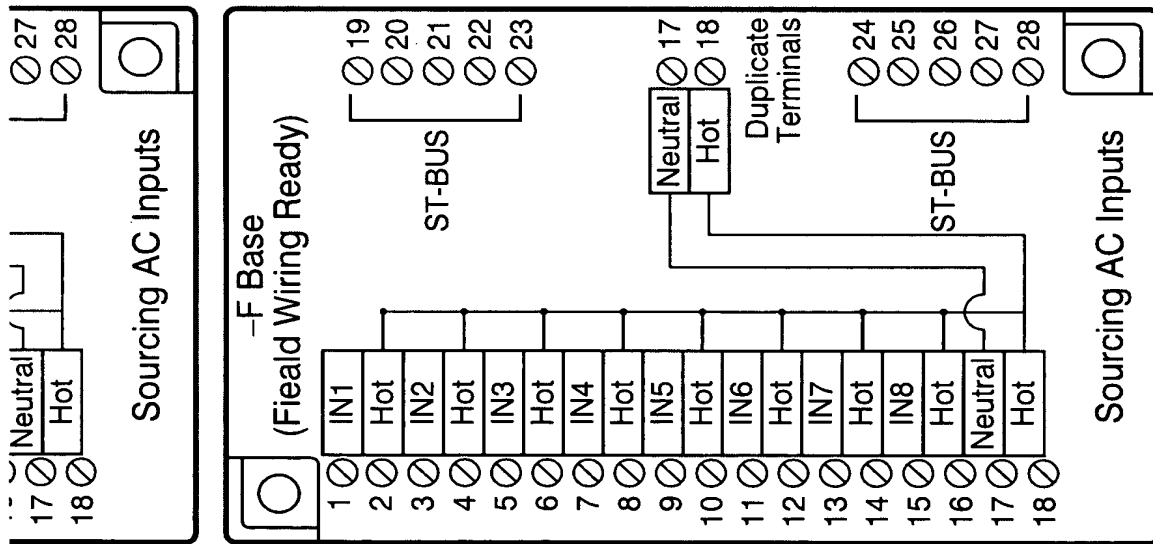 27
28
Sourcing AC Inputs
Neutral
Hot
17
18
–F Base
(Fieald Wiring Ready)
19
20
21
22
23
ST-BUS
17
18
Neutral
Hot
Duplicate
Terminals
24
25
26
27
28
ST-BUS
IN1
Hot
IN2
Hot
IN3
Hot
IN4
Hot
IN5
Hot
IN6
Hot
IN7
Hot
IN8
Hot
Neutral
Hot
1
2
3
4
5
6
7
8
9
10
11
12
13
14
15
16
17
18
Sourcing AC Inputs